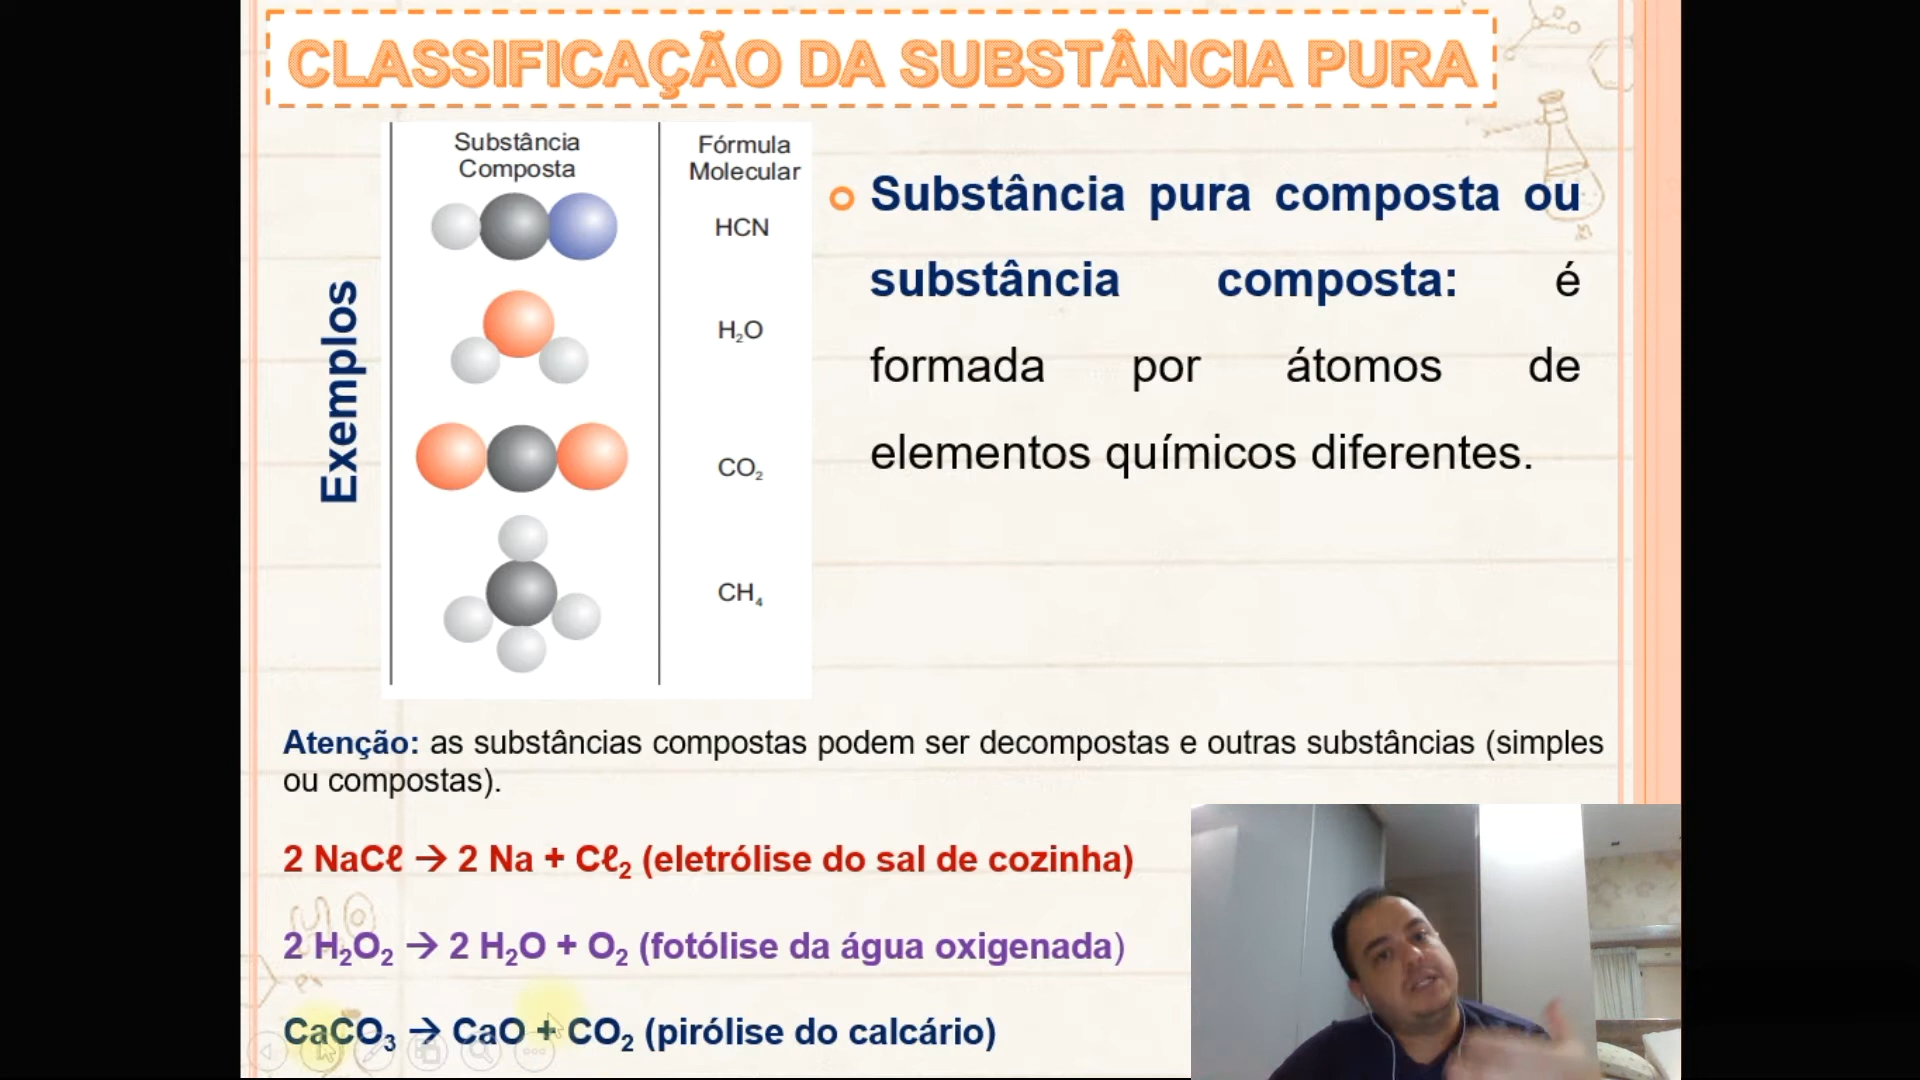 CLASSIFICAÇÃO DA SUBSTÂNCIA PURA
Exemplos
Substância
Composta
Fórmula
Molecular
HCN
H₂O
CO₂
CH₄
Substância pura composta ou
substância composta: é
formada por átomos de
elementos químicos diferentes.
Atenção: as substâncias compostas podem ser decompostas e outras substâncias (simples
ou compostas).
2 NaCℓ → 2 Na + Cℓ₂ (eletrólise do sal de cozinha)
2 H₂O₂ → 2 H₂O + O₂ (fotólise da água oxigenada)
CaCO₃ → CaO + CO₂ (pirólise do calcário)